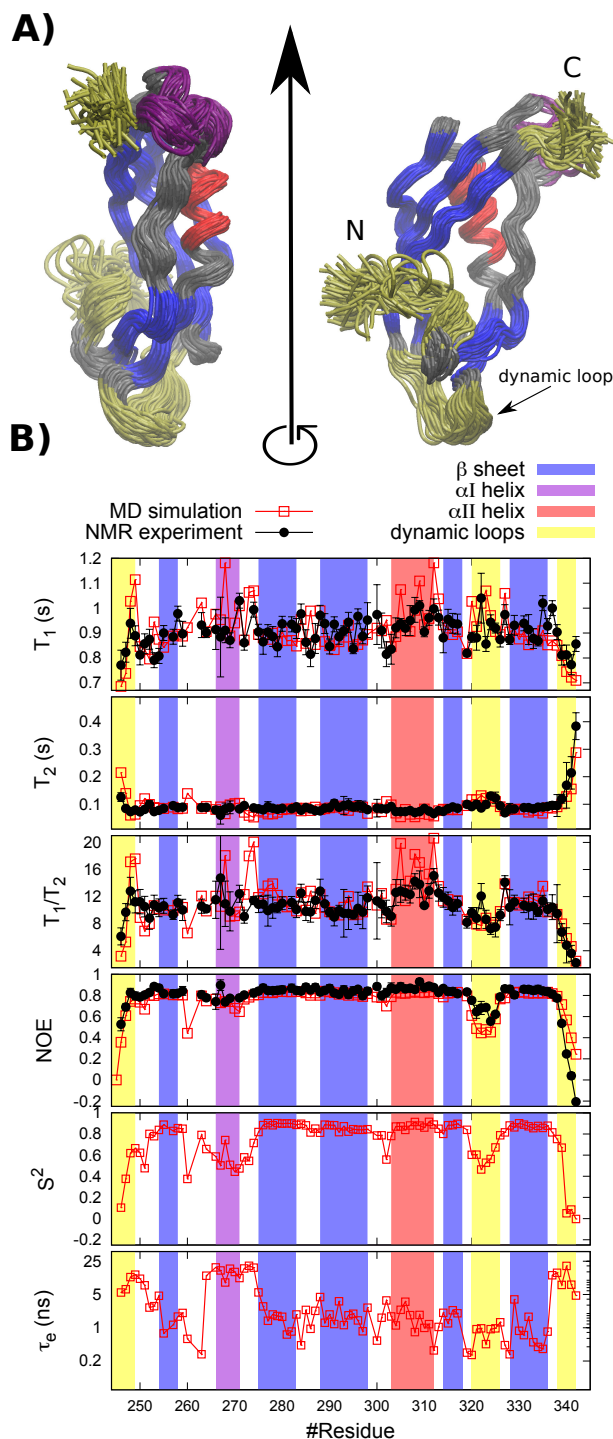 A)
C
N
dynamic loop
B)
β sheet
αI helix
MD simulation
αII helix
NMR experiment
dynamic loops
1.2
1.1
1
0.9
0.8
0.7
T1 (s)
0.4
0.3
0.2
0.1
T2 (s)
20
16
12
8
4
T1/T2
1
0.8
0.6
0.4
0.2
0
-0.2
NOE
1
0.8
0.6
0.4
0.2
0
-0.2
S2
25
5
1
0.2
τe (ns)
250 260 270 280 290 300 310 320 330 340
#Residue